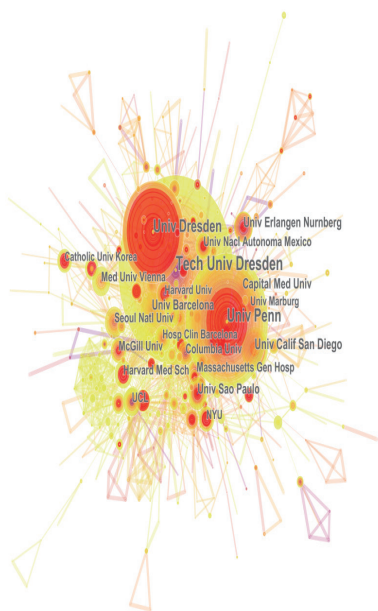 Univ Dresden
Univ Erlangen Nurnberg
Univ Nacl Autonoma Mexico
Catholic Univ Korea
Tech Univ Dresden
Med Univ Vienna
Harvard Univ
Capital Med Univ
Univ Barcelona
Univ Marburg
Seoul Natl Univ
Univ Penn
Hosp Clin Barcelona
McGill Univ
Columbia Univ
Univ Calif San Diego
Harvard Med Sch
Massachusetts Gen Hosp
Univ Sao Paulo
UCL
NYU